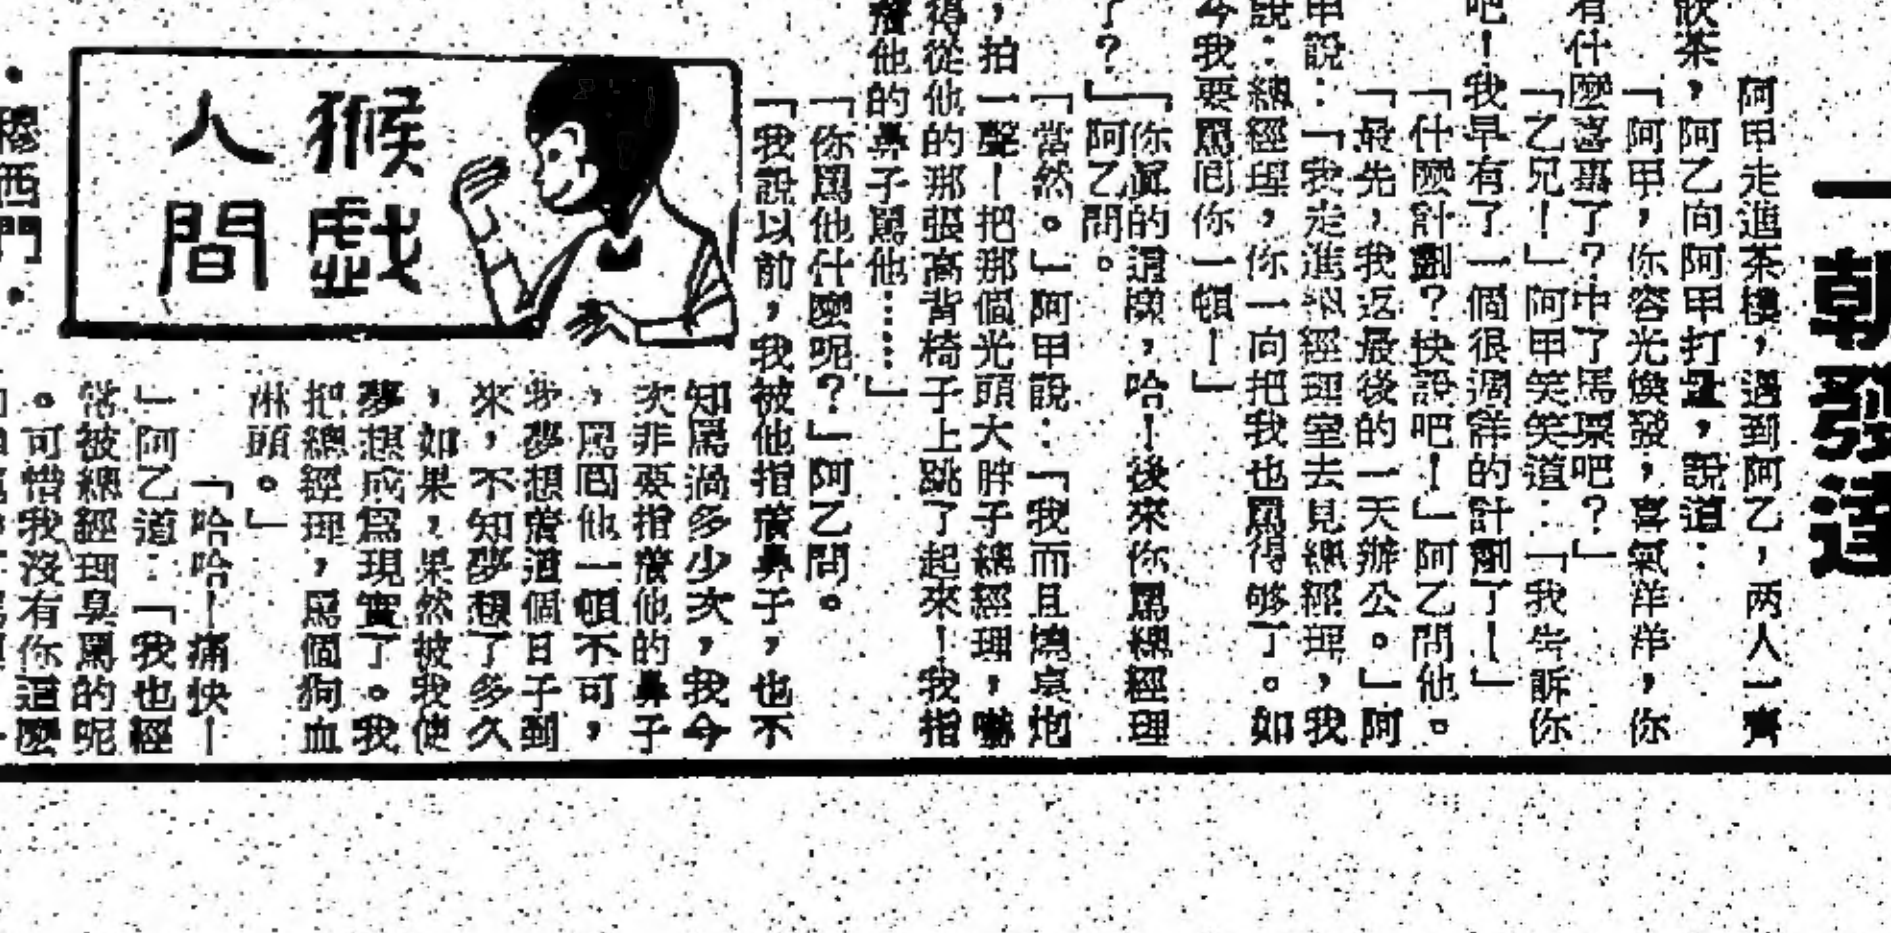 一朝發達
阿甲走進茶樓，遇到阿乙，两人一齊
茶，阿乙向阿甲打，說道：
「阿甲，你容光煥發，喜氣洋洋，你
有什麼喜事了？中了馬票吧？」
「乙兄！」阿甲笑笑道：「我告訴你
吧！我早有了一個很週詳的計劃了！」
「什麼計劃？快說吧！」阿乙問他。
「最先，我返最後的一天辦公。」阿
甲說：「我走進總經理室去見總經理，我
說：總經理，你一向把我也罵得够了。如
今我要罵回你一頓！」
「你眞的這樣，哈！後來你罵總經理
了？」阿乙問。
「當然。」阿甲說：「我而且
，拍一聲！把那個光頭大胖子總經理，嚇
得從他的那張高背椅子上跳了起來！我指
着他的鼻子罵他……」
「你罵他什麼呢？」阿乙問。
「我說以前，我被他指着鼻子，也不
知罵過多少次，我今
次非要指着他的鼻子
，罵回他一頓不可，
我夢想着這個日子到
來，不知夢想了多久
，如果，果然被我使
夢想成爲現實了。我
把總經理，罵個狗血
淋頭。」
「哈哈！痛快！
」阿乙道：「我也經
常被總經理臭罵的呢
。可惜我沒有你這麼
猴戲
人間
·穆西門·